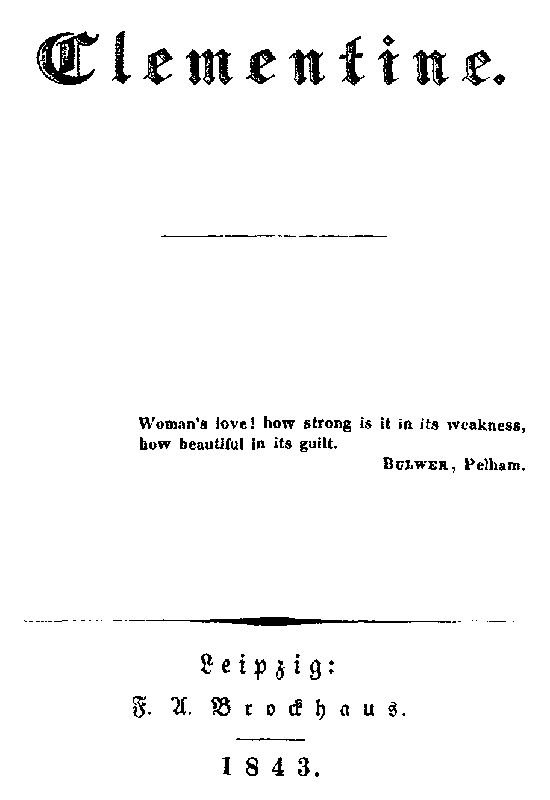 Clementine.
Woman's love! how strong is it in its weakness,
how beautiful in its guilt.
BULWER, Pelham.
Leipzig:
F. A. Brockhaus.
1843.